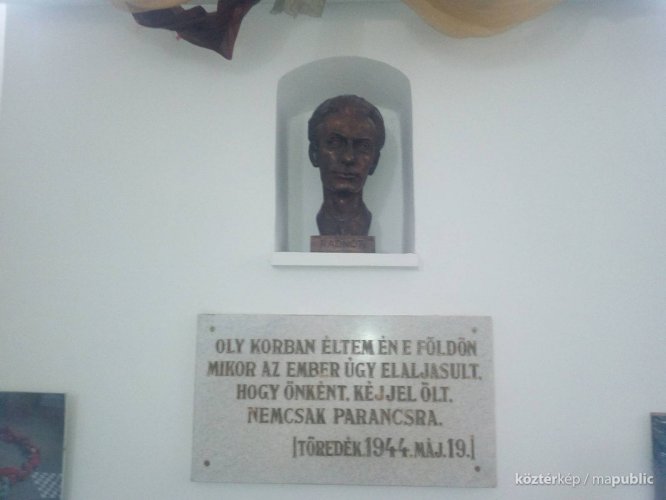 RADNÓTI
OLY KORBAN ÉLTEM ÉN E FÖLDÖN
MIKOR AZ EMBER ÚGY ELALJASULT,
HOGY ÖNKÉNT, KÉJJEL ÖLT,
NEMCSAK PARANCSRA.
[TÖREDÉK.1944.MÁJ.19.]
köztérkép / mapublic